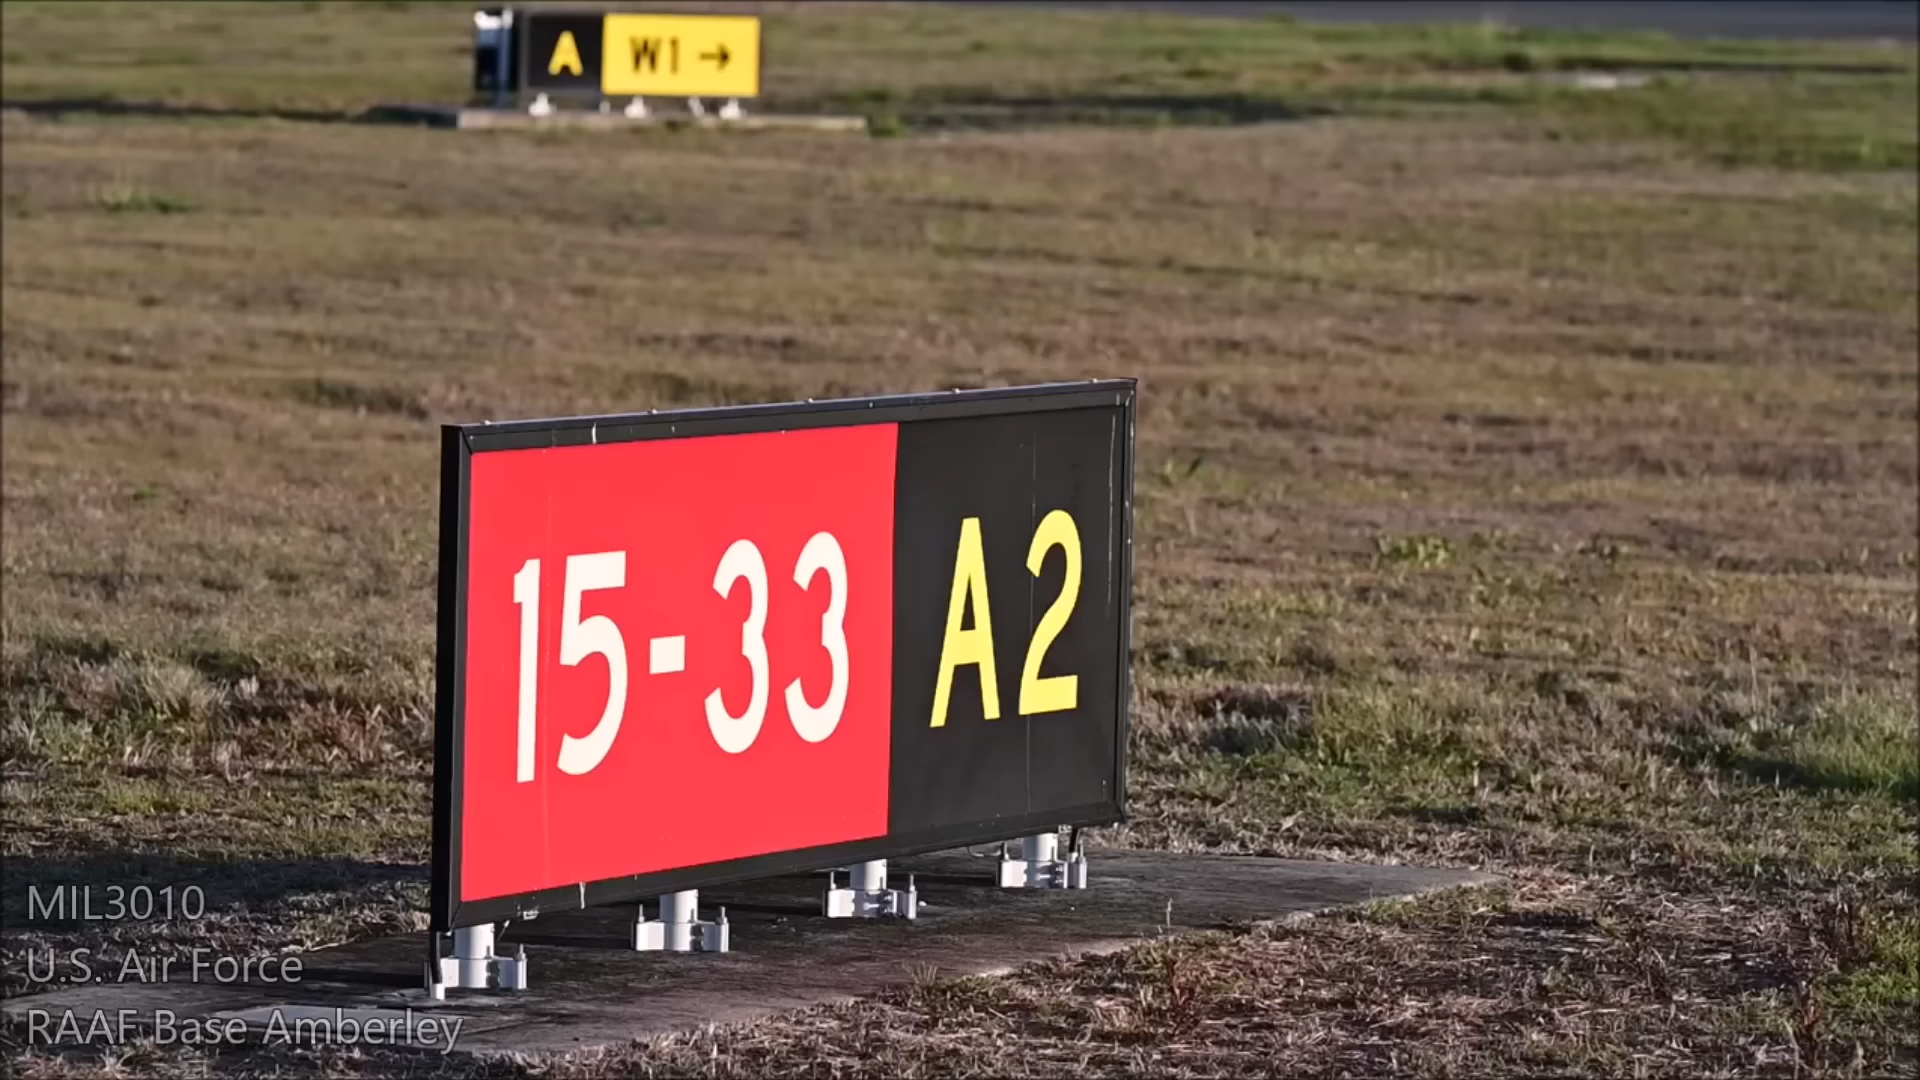 A W1 →
15-33 A2
MIL3010
U.S. Air Force
RAAF Base Amberley